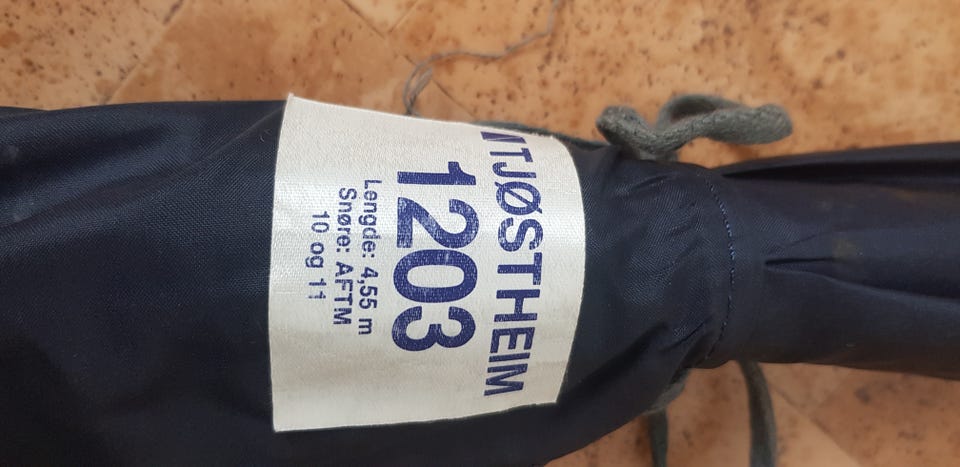 TJØSTHEIM
1203
Lengde: 4,55 m
Snøre: AFTM
10 og 11